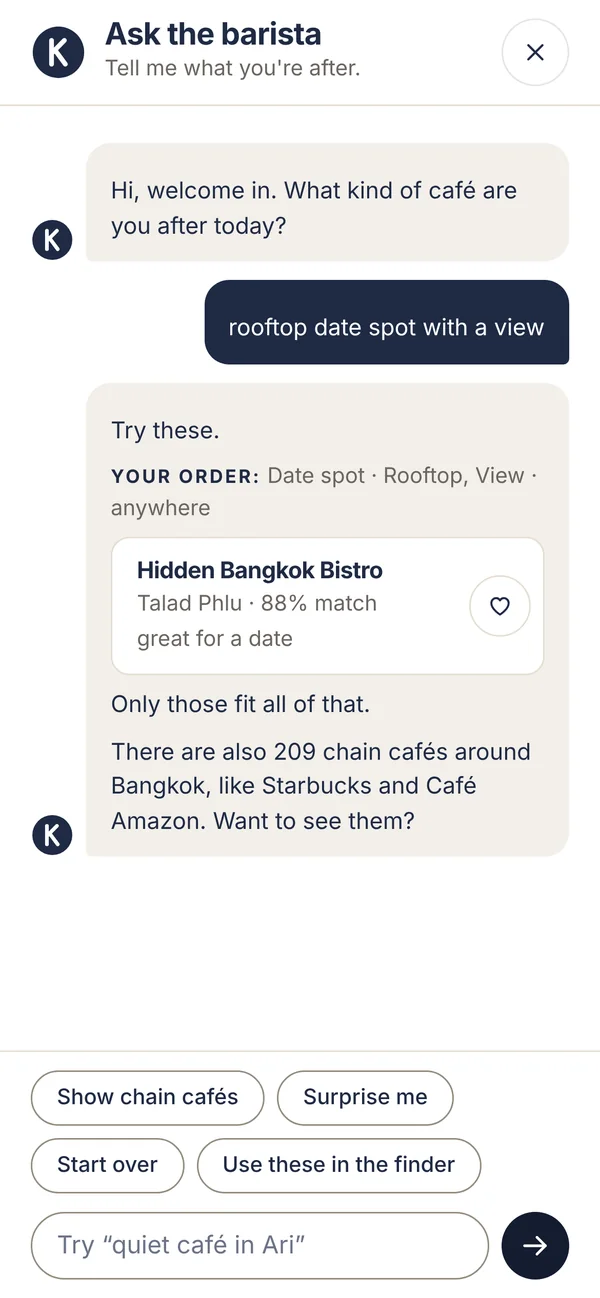 K
Ask the barista
Tell me what you're after.
Hi, welcome in. What kind of café are
you after today?
K
rooftop date spot with a view
Try these.
YOUR ORDER: Date spot · Rooftop, View ·
anywhere
Hidden Bangkok Bistro
Talad Phlu · 88% match
great for a date
Only those fit all of that.
There are also 209 chain cafés around
Bangkok, like Starbucks and Café
Amazon. Want to see them?
K
Show chain cafés
Surprise me
Start over
Use these in the finder
Try “quiet café in Ari”